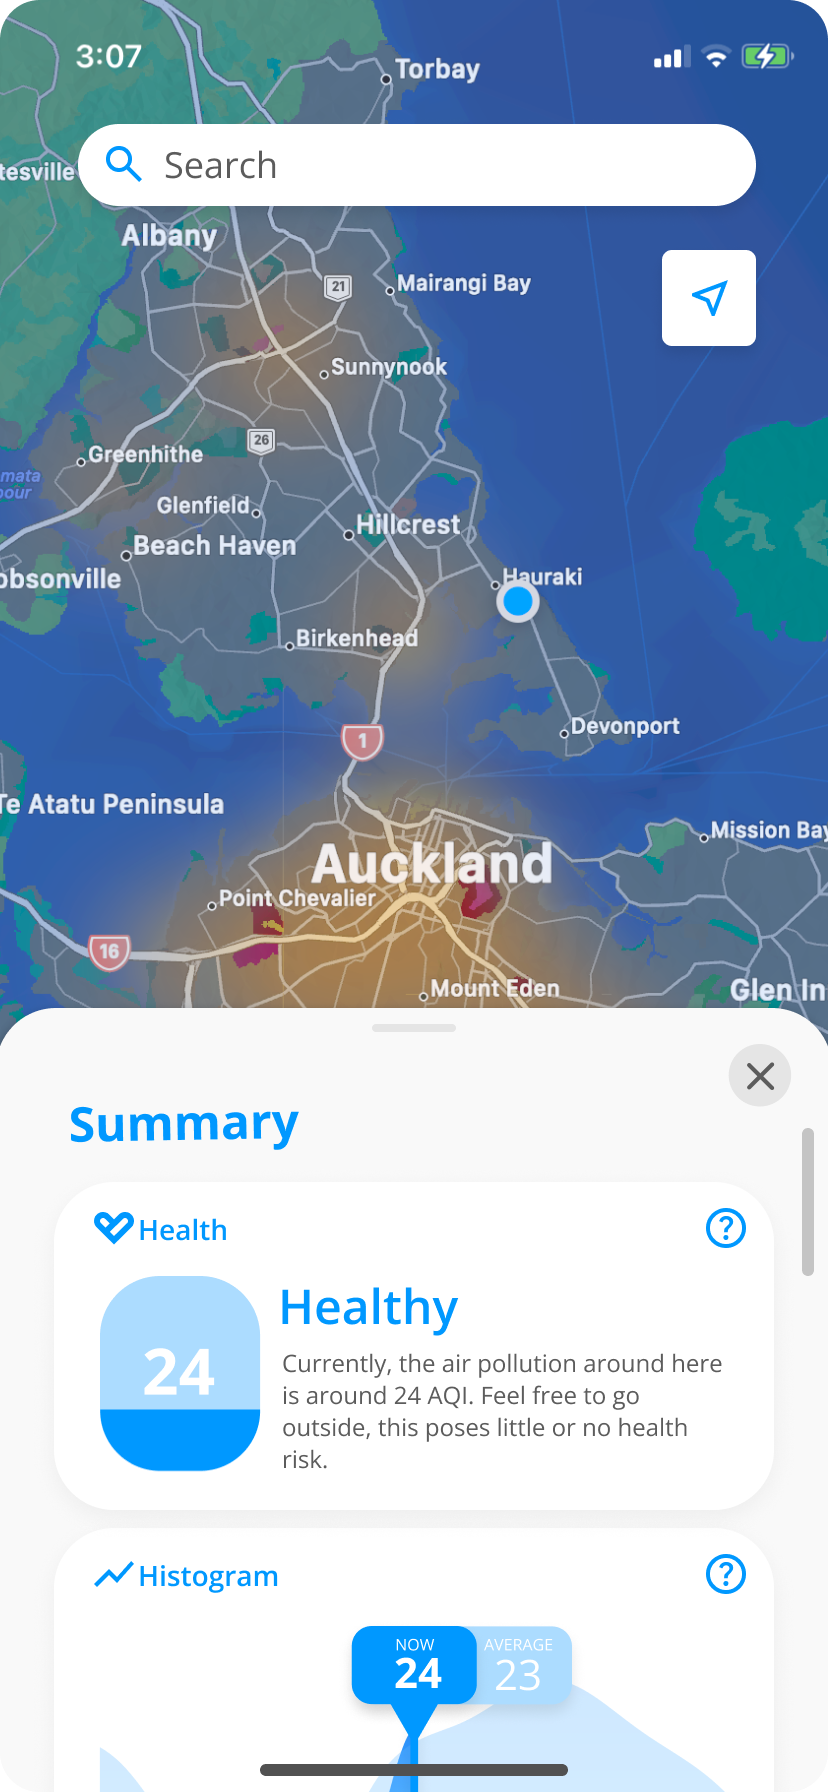 3:07
Torbay
tesville
Search
Albany
21
Mairangi Bay
Sunnynook
26
Greenhithe
mata
our
Glenfield
Hillcrest
Beach Haven
obsonville
Hauraki
Birkenhead
Devonport
1
Te Atatu Peninsula
Mission Bay
Auckland
Point Chevalier
16
Mount Eden
Glen In
Summary
Health
?
24
Healthy
Currently, the air pollution around here
is around 24 AQI. Feel free to go
outside, this poses little or no health
risk.
Histogram
?
NOW
24
AVERAGE
23